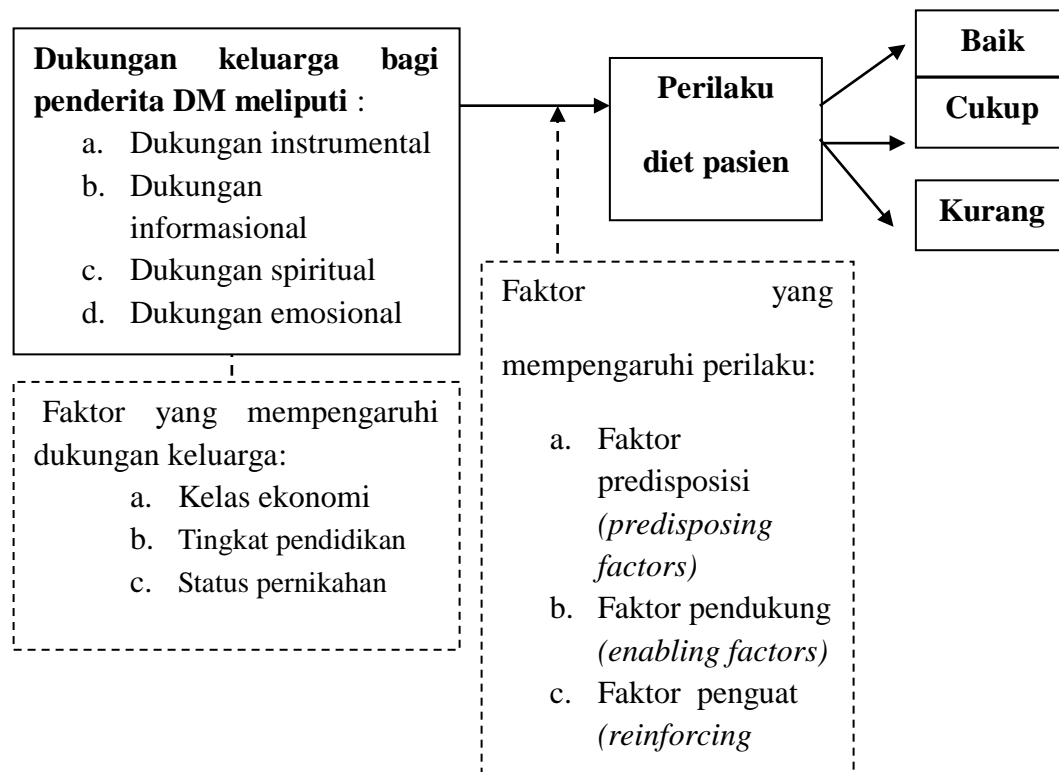 Dukungan keluarga bagi
penderita DM meliputi :
a. Dukungan instrumental
b. Dukungan
informasional
c. Dukungan spiritual
d. Dukungan emosional
Faktor yang mempengaruhi
dukungan keluarga:
a. Kelas ekonomi
b. Tingkat pendidikan
c. Status pernikahan
Perilaku
diet pasien
Baik
Cukup
Kurang
Faktor yang
mempengaruhi perilaku:
a. Faktor
predisposisi
(predisposing
factors)
b. Faktor pendukung
(enabling factors)
c. Faktor penguat
(reinforcing